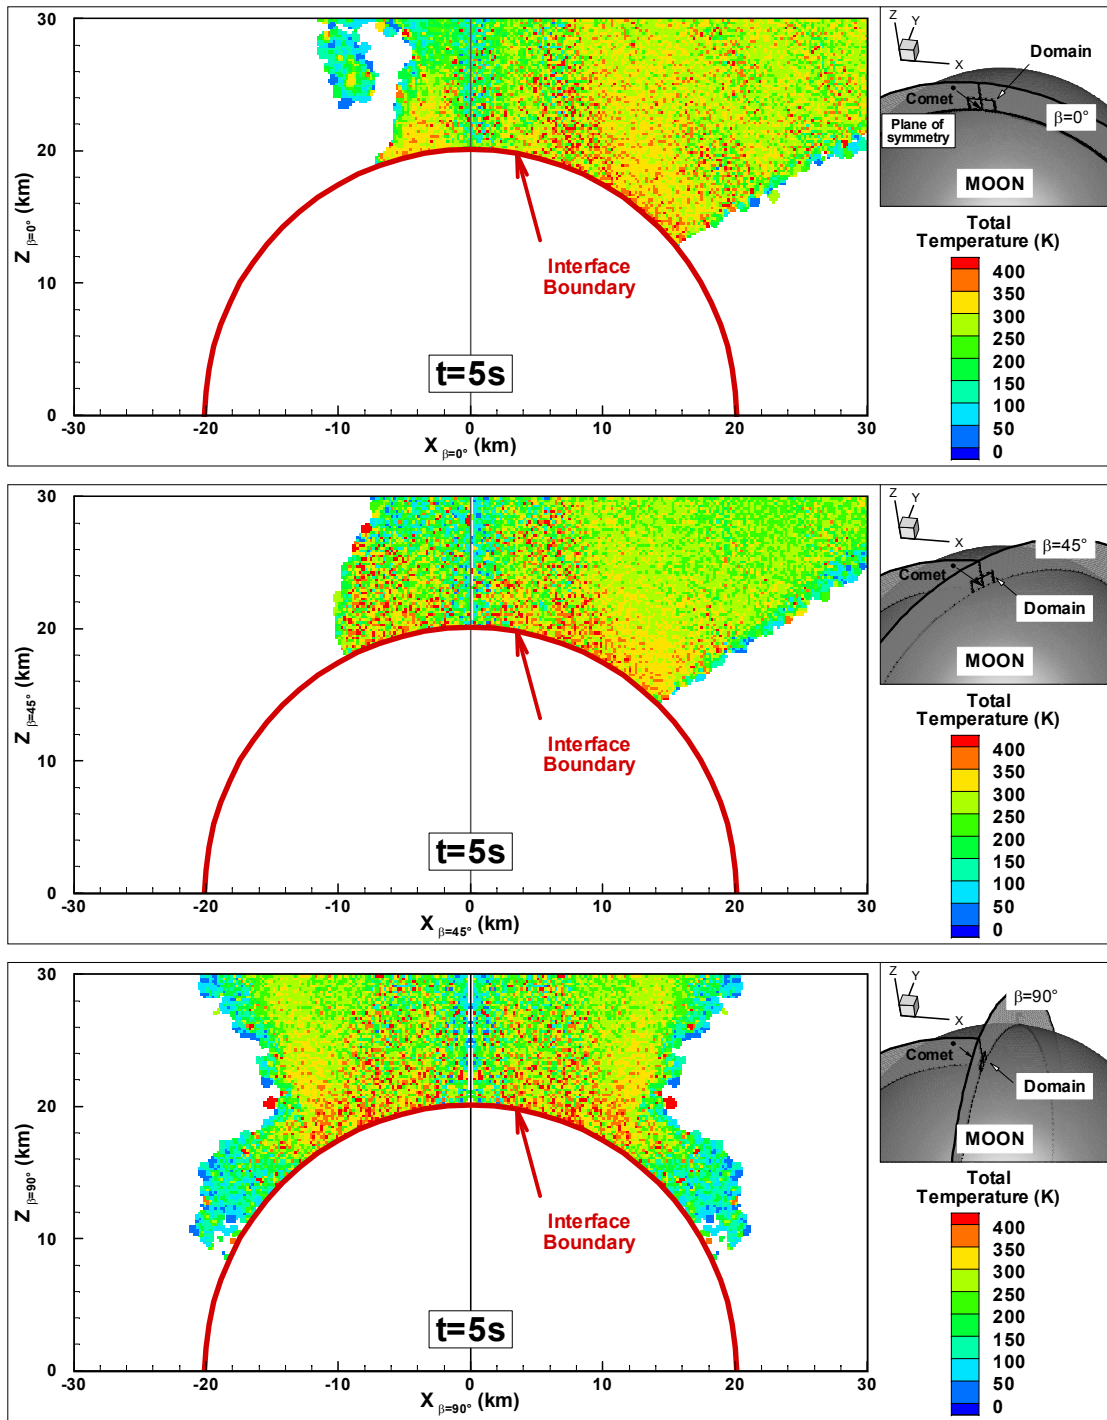 30
20
10
0
Z β=0° (km)
-30 -20 -10 0 10 20 30
X β=0° (km)
Interface
Boundary
t=5s
Z Y X
Domain
Comet
β=0°
Plane of
symmetry
MOON
Total
Temperature (K)
400
350
300
250
200
150
100
50
0
30
20
10
0
Z β=45° (km)
-30 -20 -10 0 10 20 30
X β=45° (km)
Interface
Boundary
t=5s
Z Y X
β=45°
Comet
Domain
MOON
Total
Temperature (K)
400
350
300
250
200
150
100
50
0
30
20
10
0
Z β=90° (km)
-30 -20 -10 0 10 20 30
X β=90° (km)
Interface
Boundary
t=5s
Z Y X
β=90°
Comet
Domain
MOON
Total
Temperature (K)
400
350
300
250
200
150
100
50
0